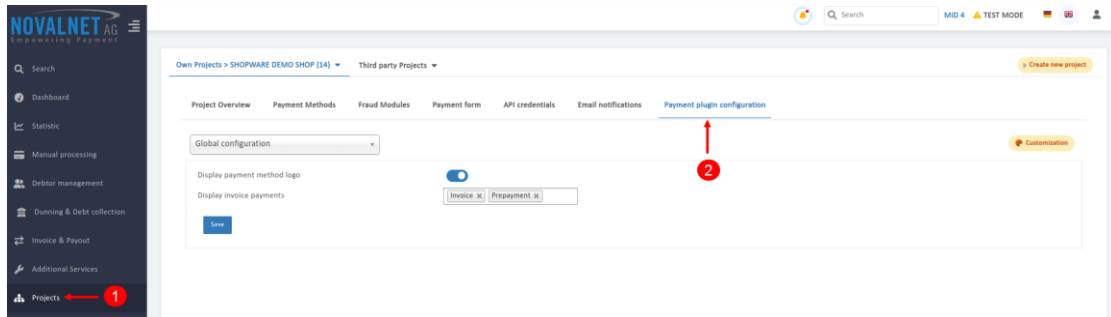 NOVALNET AG
Empowering Payment
Search
MID 4 TEST MODE
Search
Dashboard
Statistic
Manual processing
Debtor management
Dunning & Debt collection
Invoice & Payout
Additional Services
Projects
1
Own Projects > SHOPWARE DEMO SHOP (14)
Third party Projects
Create new project
Project Overview
Payment Methods
Fraud Modules
Payment form
API credentials
Email notifications
Payment plugin configuration
2
Global configuration
Customization
Display payment method logo
Display invoice payments
Invoice x Prepayment x
Save